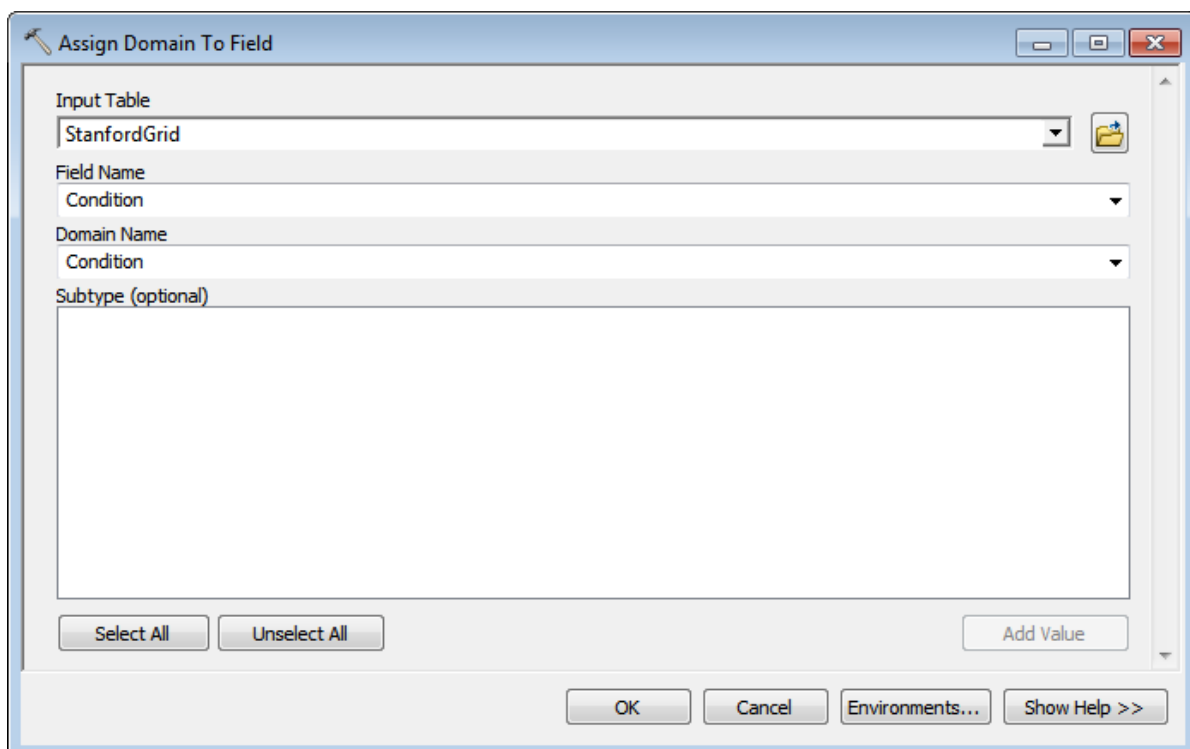 Assign Domain To Field
Input Table
StanfordGrid
Field Name
Condition
Domain Name
Condition
Subtype (optional)
Select All Unselect All Add Value
OK Cancel Environments... Show Help >>